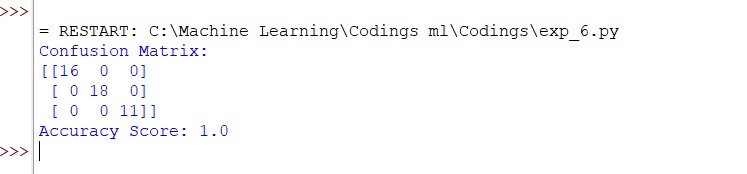 >>>
= RESTART: C:\Machine Learning\Codings ml\Codings\exp_6.py
Confusion Matrix:
[[16  0  0]
 [ 0 18  0]
 [ 0  0 11]]
Accuracy Score: 1.0
>>>